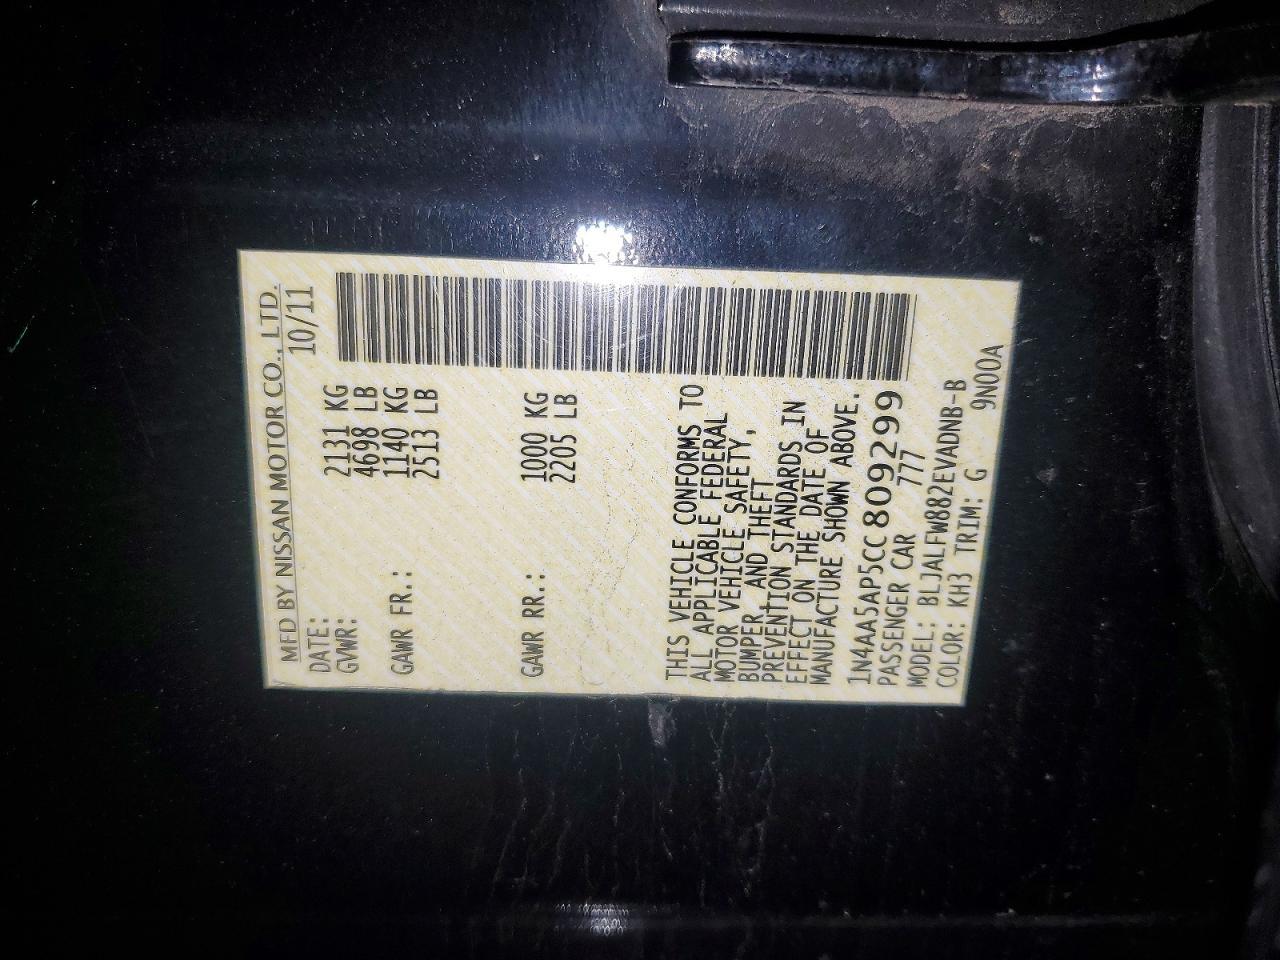 MFD BY NISSAN MOTOR CO., LTD.
DATE: 10/11
GVWR: 2131 KG
4698 LB
GAWR FR.: 1140 KG
2513 LB
GAWR RR.: 1000 KG
2205 LB
THIS VEHICLE CONFORMS TO
ALL APPLICABLE FEDERAL
MOTOR VEHICLE SAFETY,
BUMPER, AND THEFT
PREVENTION STANDARDS IN
EFFECT ON THE DATE OF
MANUFACTURE SHOWN ABOVE.
1N4AA5AP5CC809299
PASSENGER CAR 777
MODEL: BLJALFW882EVADNB-B
COLOR: KH3 TRIM: G 9N00A